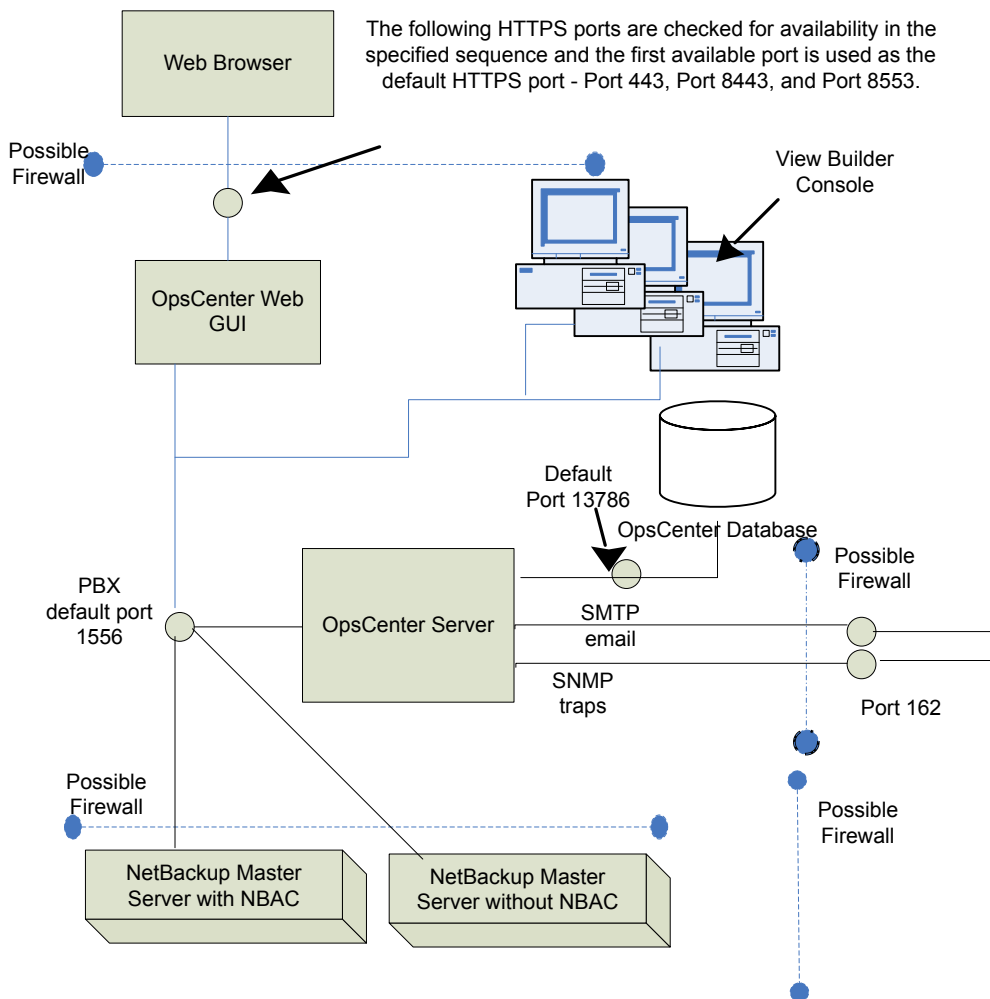 The following HTTPS ports are checked for availability in the
specified sequence and the first available port is used as the
default HTTPS port - Port 443, Port 8443, and Port 8553.
Web Browser
Possible
Firewall
View Builder
Console
OpsCenter Web
GUI
Default
Port 13786
OpsCenter Database
Possible
Firewall
PBX
default port
1556
OpsCenter Server
SMTP
email
SNMP
traps
Port 162
Possible
Firewall
Possible
Firewall
NetBackup Master
Server with NBAC
NetBackup Master
Server without NBAC